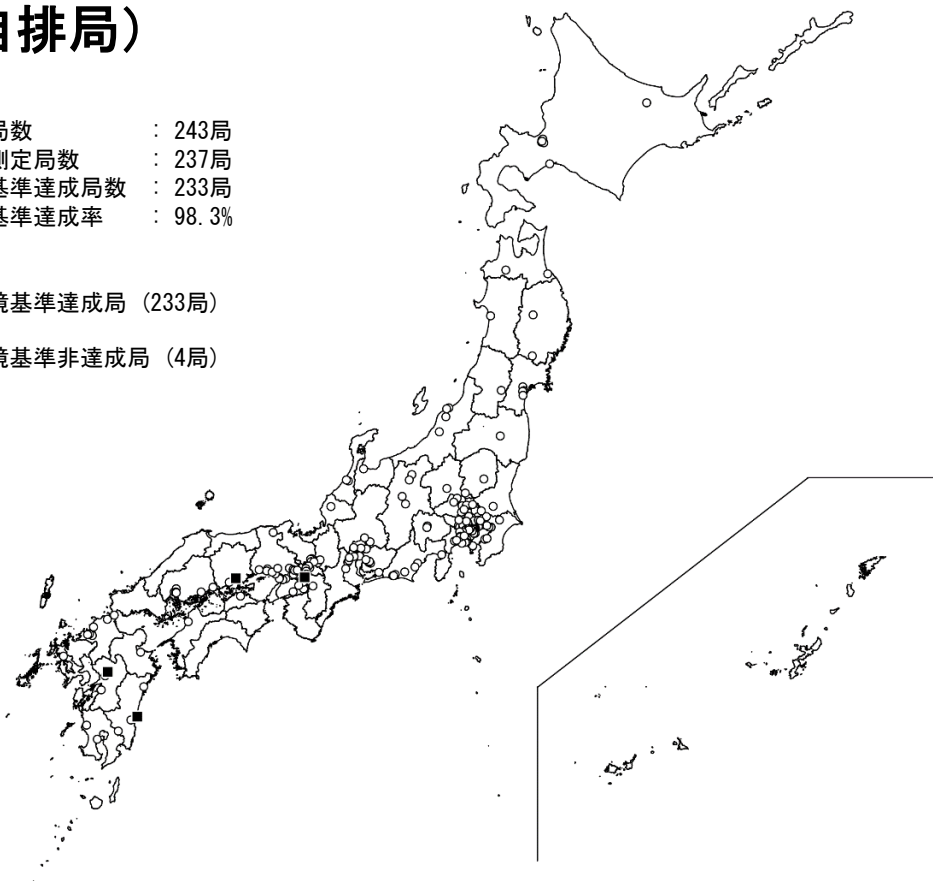 自排局）
局数 ： 243局
測定局数 ： 237局
基準達成局数 ： 233局
基準達成率 ： 98.3%
境基準達成局 (233局)
境基準非達成局 (4局)